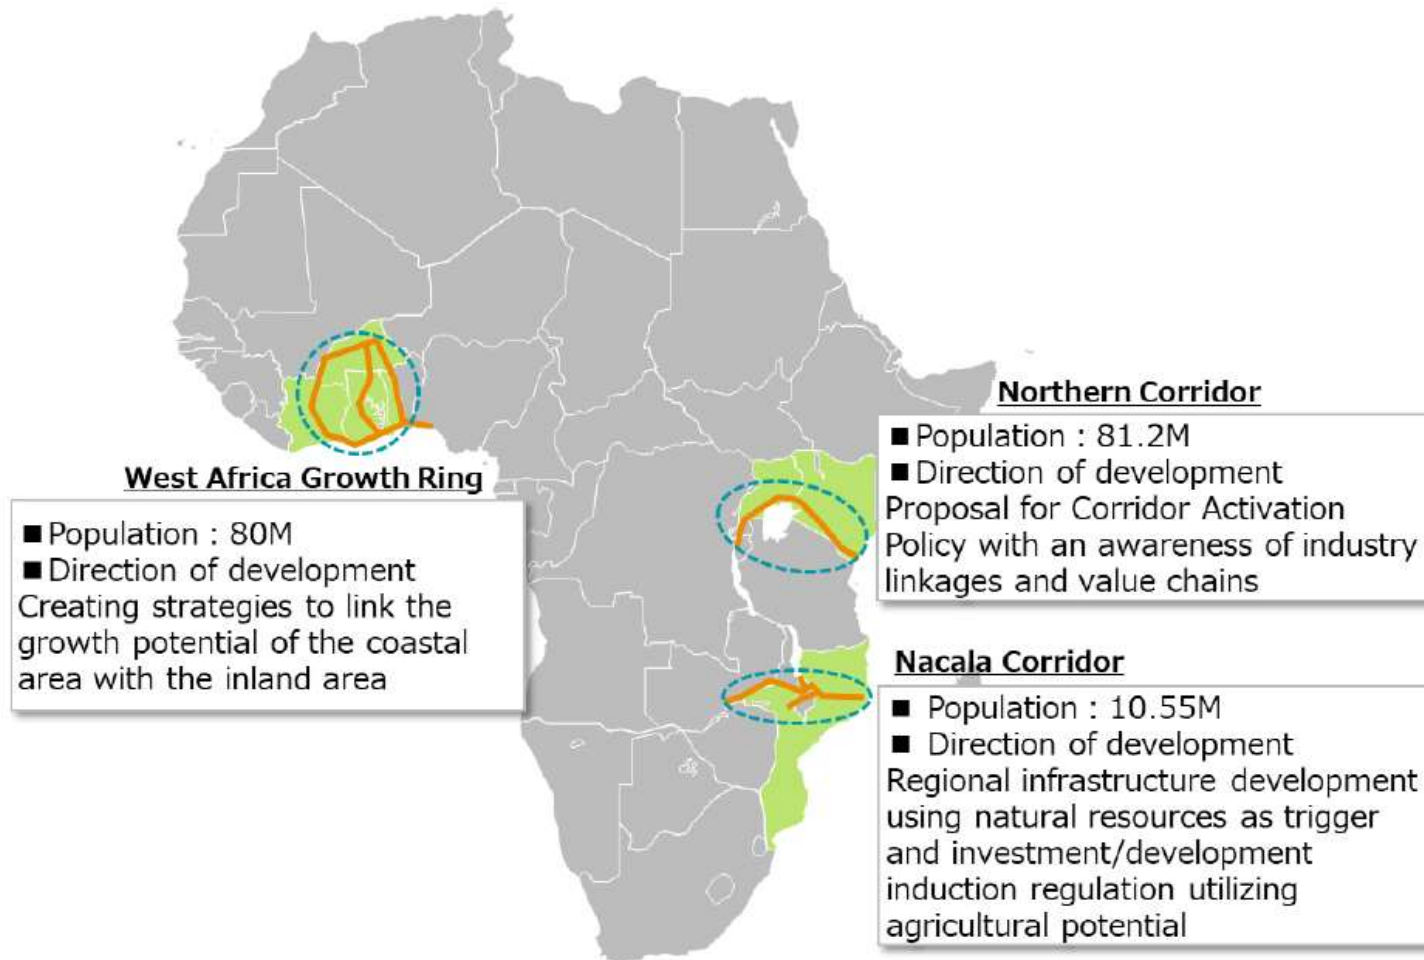 West Africa Growth Ring
■ Population : 80M
■ Direction of development
Creating strategies to link the
growth potential of the coastal
area with the inland area
Northern Corridor
■ Population : 81.2M
■ Direction of development
Proposal for Corridor Activation
Policy with an awareness of industry
linkages and value chains
Nacala Corridor
■ Population : 10.55M
■ Direction of development
Regional infrastructure development
using natural resources as trigger
and investment/development
induction regulation utilizing
agricultural potential